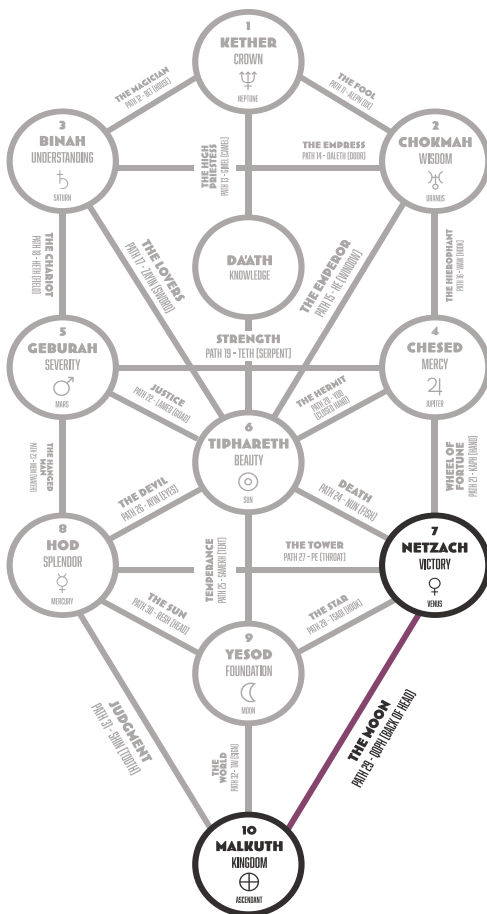 1
KETHER
CROWN
NEPTUNE
THE MAGICIAN
PATH 12 - BET (HOUSE)
THE FOOL
PATH 11 - ALEPH (OX)
3
BINAH
UNDERSTANDING
SATURN
THE HIGH
PRIESTESS
PATH 13 - GIMEL (CAMEL)
THE EMPRESS
PATH 14 - DALETH (DOOR)
2
CHOKMAH
WISDOM
URANUS
THE CHARIOT
PATH 18 - HETH (FIELD)
THE LOVERS
PATH 17 - ZAYIN (SWORD)
DA'ATH
KNOWLEDGE
THE EMPEROR
PATH 15 - HE (WINDOW)
THE HIEROPHANT
PATH 16 - VAV (HOOK)
STRENGTH
PATH 19 - TETH (SERPENT)
5
GEBURAH
SEVERITY
MARS
4
CHESED
MERCY
JUPITER
JUSTICE
PATH 22 - LAMED (GOAD)
THE HERMIT
PATH 20 - YOD
(CLOSED HAND)
6
TIPHARETH
BEAUTY
SUN
THE HANGED
MAN
PATH 23 - MEM (WATER)
THE DEVIL
PATH 26 - AYIN (EYES)
DEATH
PATH 24 - NUN (FISH)
WHEEL OF
FORTUNE
PATH 21 - KAPH (HAND)
8
HOD
SPLENDOR
MERCURY
TEMPERANCE
PATH 25 - SAMEKH (TENT)
THE TOWER
PATH 27 - PE (THROAT)
7
NETZACH
VICTORY
VENUS
THE SUN
PATH 30 - RESH (HEAD)
THE STAR
PATH 28 - TSADI (HOOK)
9
YESOD
FOUNDATION
MOON
JUDGMENT
PATH 31 - SHIN (TOOTH)
THE
WORLD
PATH 32 - TAV (SIGN)
THE MOON
PATH 29 - QOPH (BACK OF HEAD)
10
MALKUTH
KINGDOM
ASCENDANT